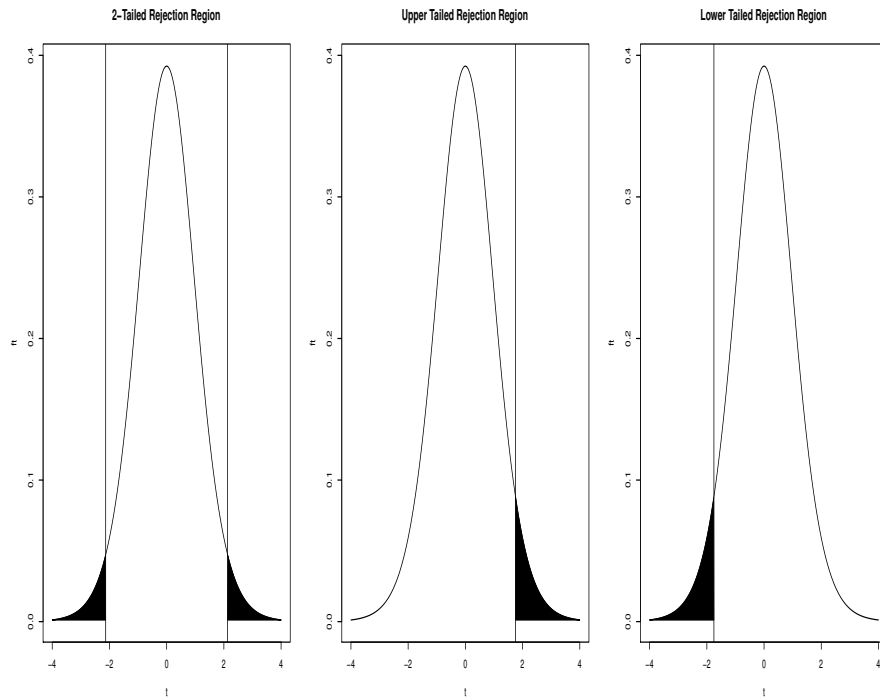 2−Tailed Rejection Region
0.4
0.3
0.2
0.1
0.0
ft
−4 −2 0 2 4
t
Upper Tailed Rejection Region
0.4
0.3
0.2
0.1
0.0
ft
−4 −2 0 2 4
t
Lower Tailed Rejection Region
0.4
0.3
0.2
0.1
0.0
ft
−4 −2 0 2 4
t